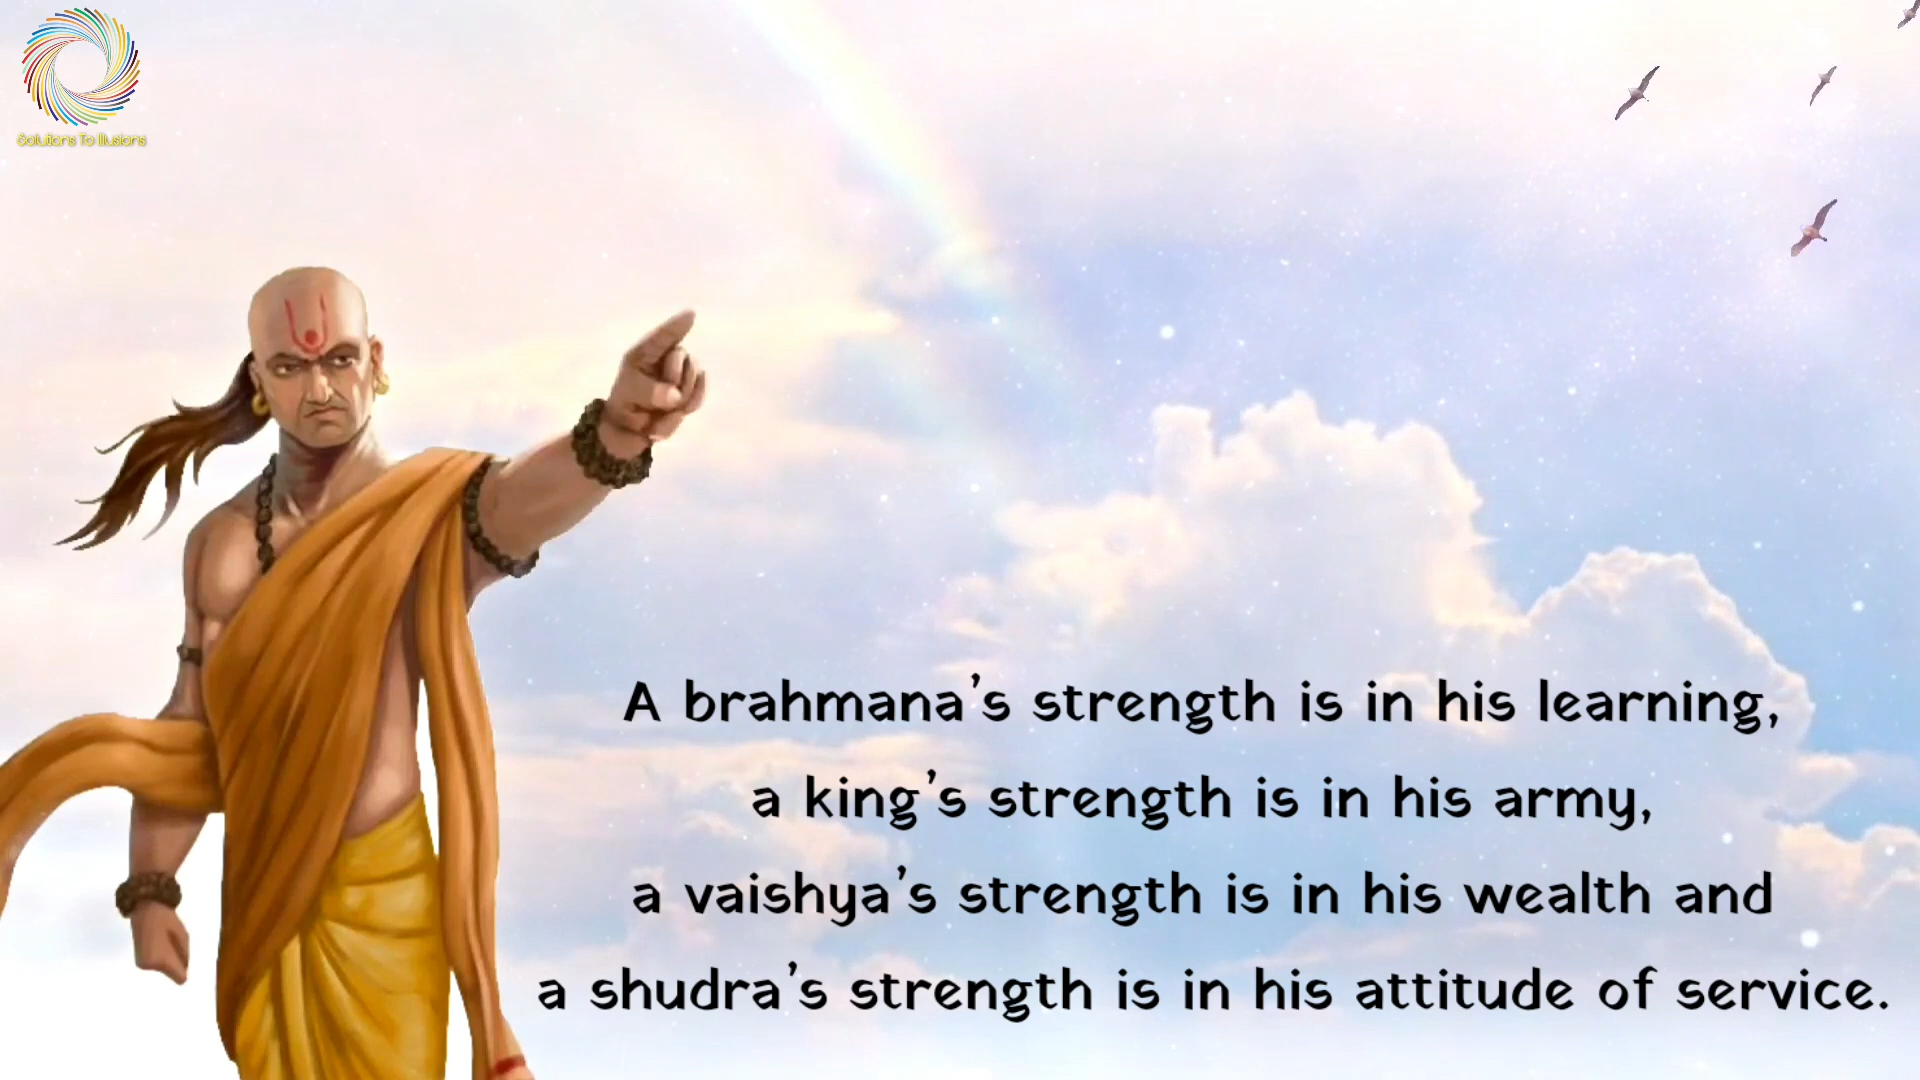 Solutions To Illusions
A brahmana's strength is in his learning,
a king's strength is in his army,
a vaishya's strength is in his wealth and
a shudra's strength is in his attitude of service.